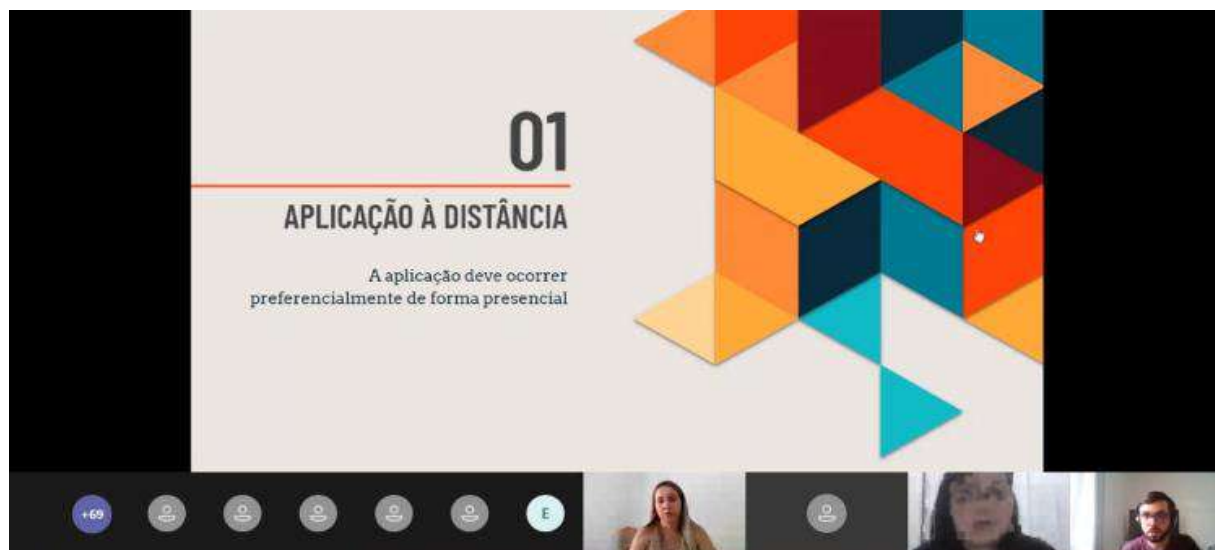 01
APLICAÇÃO À DISTÂNCIA
A aplicação deve ocorrer
preferencialmente de forma presencial
+69
E